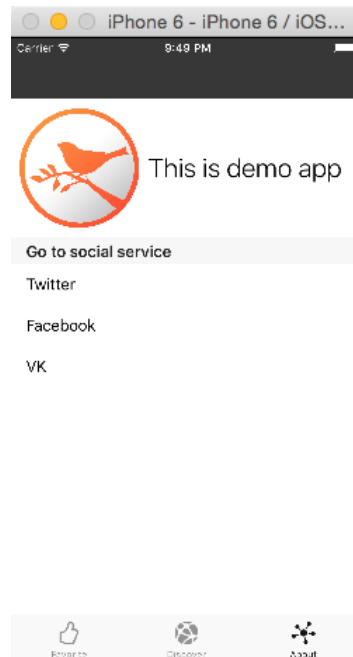 iPhone 6 - iPhone 6 / iOS...
Carrier 9:49 PM
This is demo app
Go to social service
Twitter
Facebook
VK
Favorite Discover About